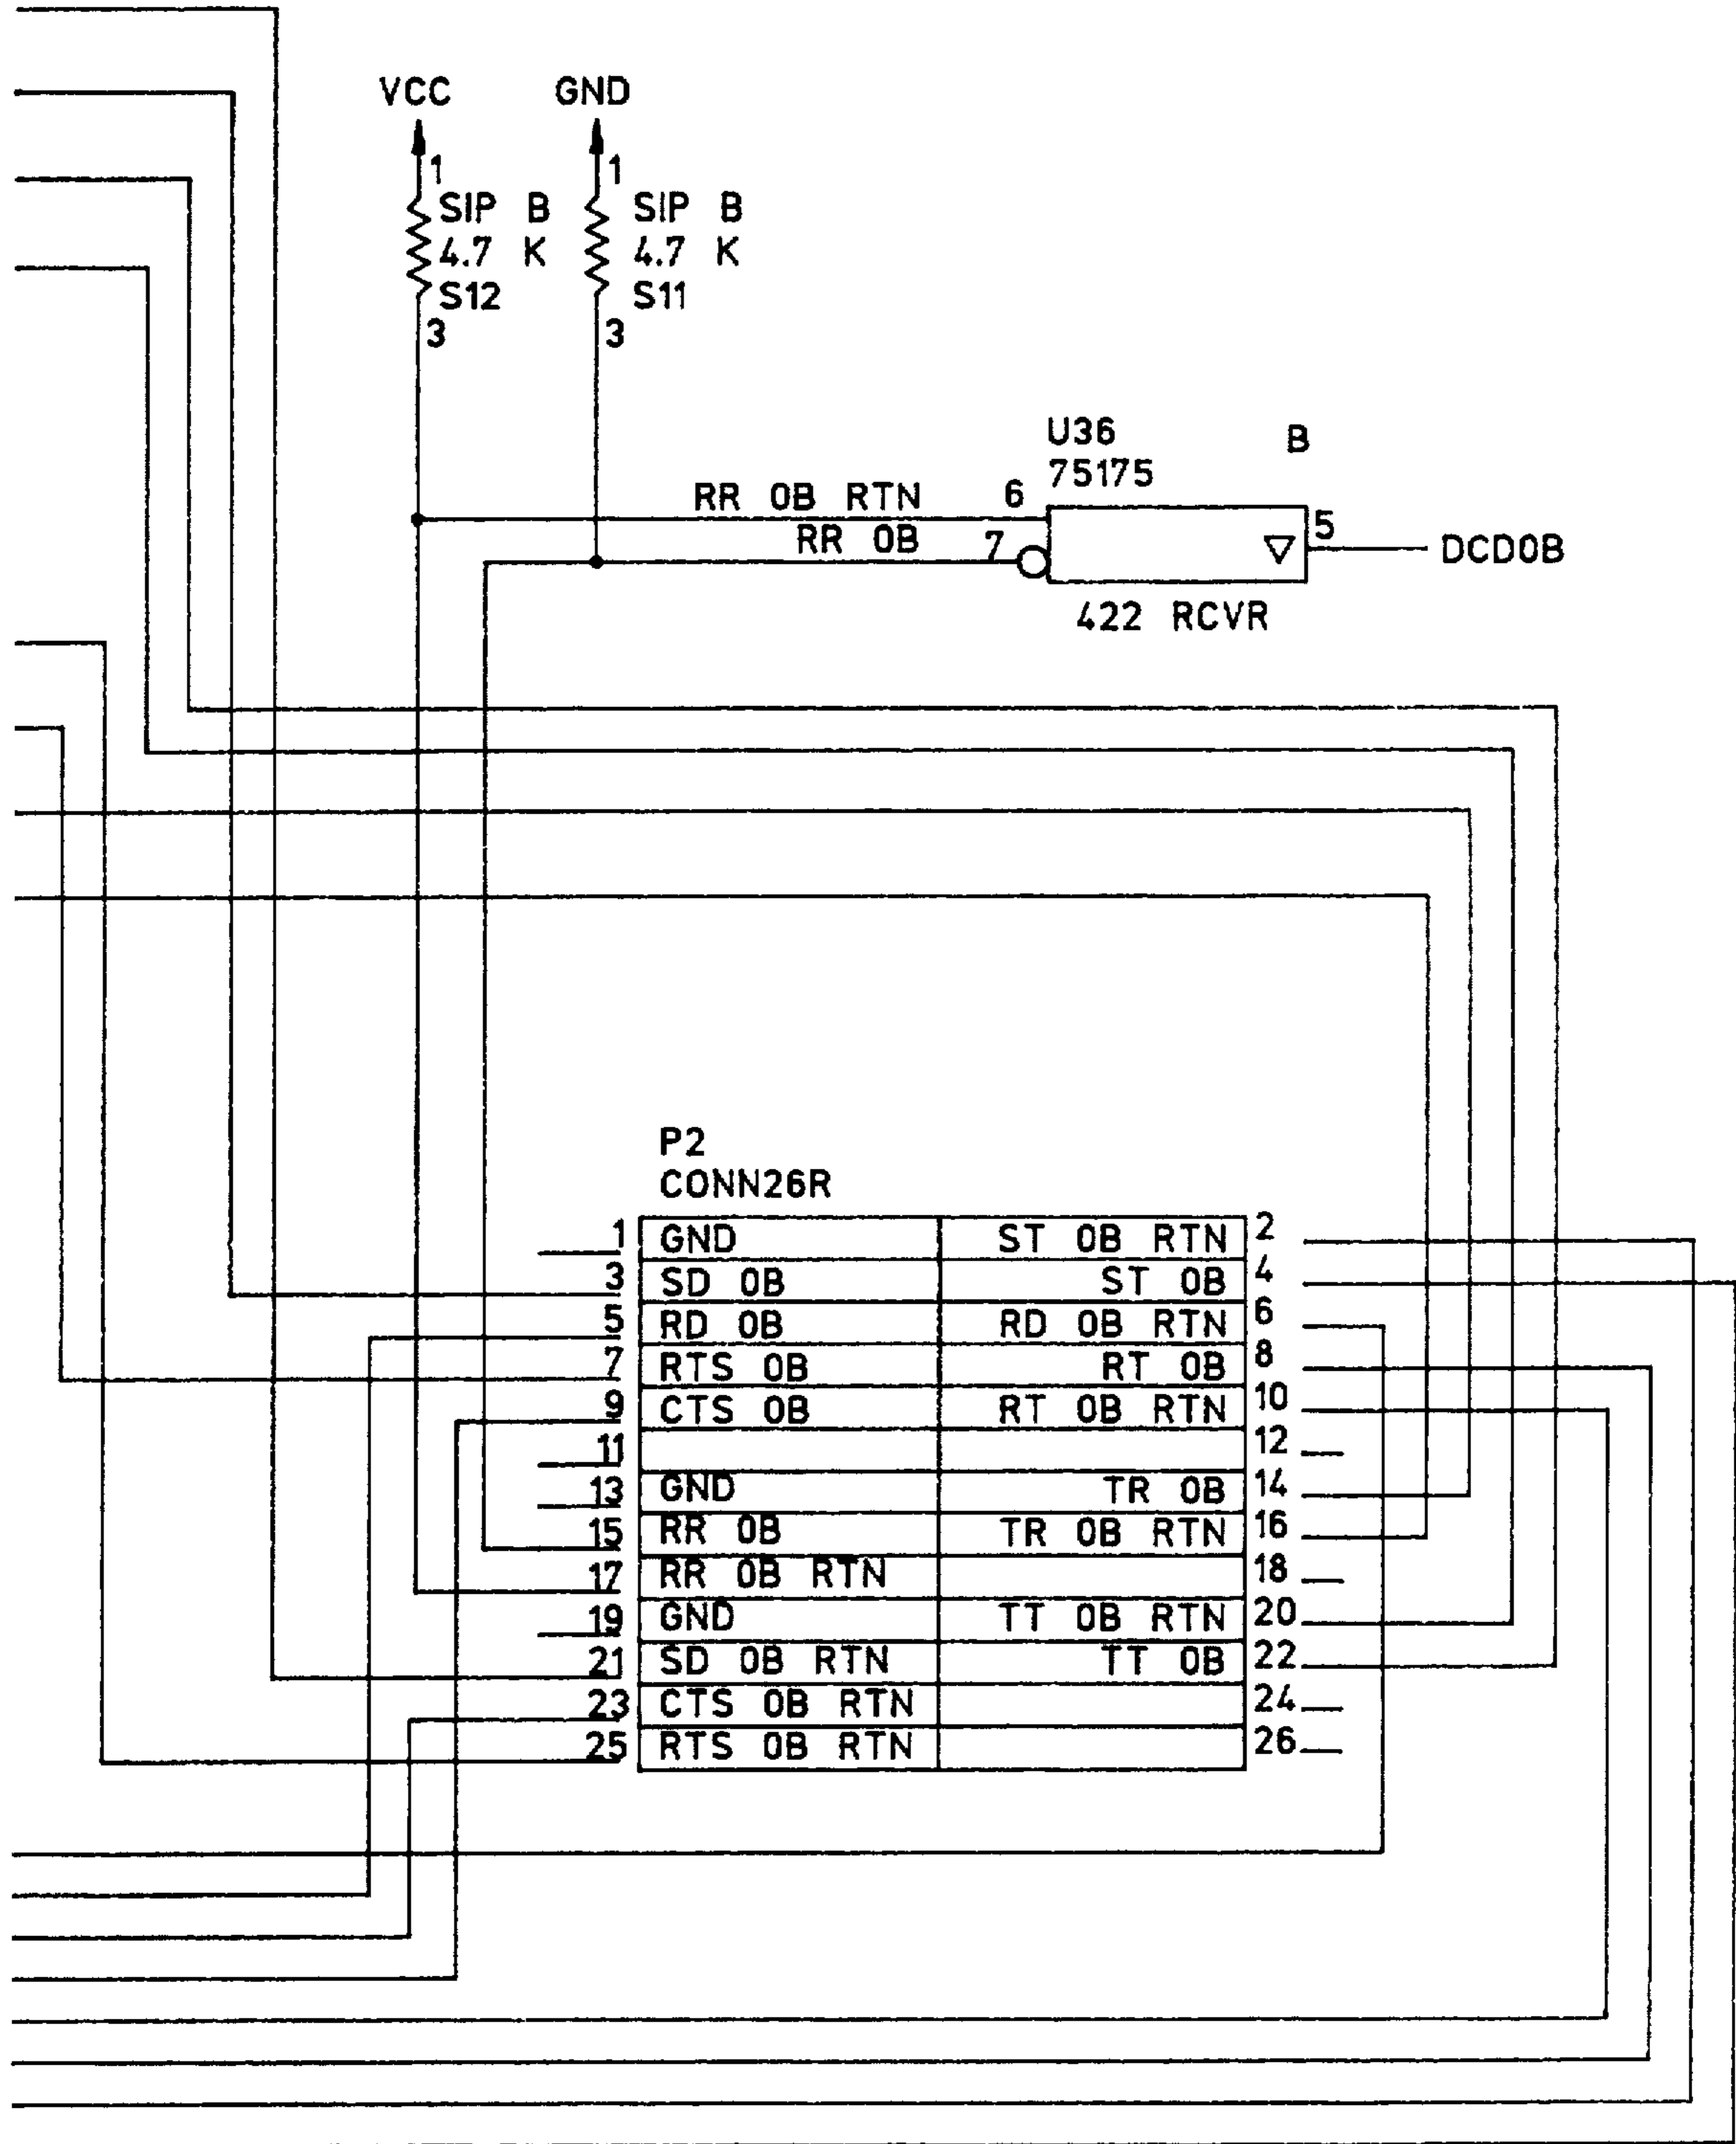 VCC GND
1 1
SIP B SIP B
4.7 K 4.7 K
S12 S11
3 3
U36 B
75175
RR 0B RTN 6
RR 0B 7
5
DCD0B
422 RCVR
P2
CONN26R
1 GND ST 0B RTN 2
3 SD 0B ST 0B 4
5 RD 0B RD 0B RTN 6
7 RTS 0B RT 0B 8
9 CTS 0B RT 0B RTN 10
11 12
13 GND TR 0B 14
15 RR 0B TR 0B RTN 16
17 RR 0B RTN 18
19 GND TT 0B RTN 20
21 SD 0B RTN TT 0B 22
23 CTS 0B RTN 24
25 RTS 0B RTN 26